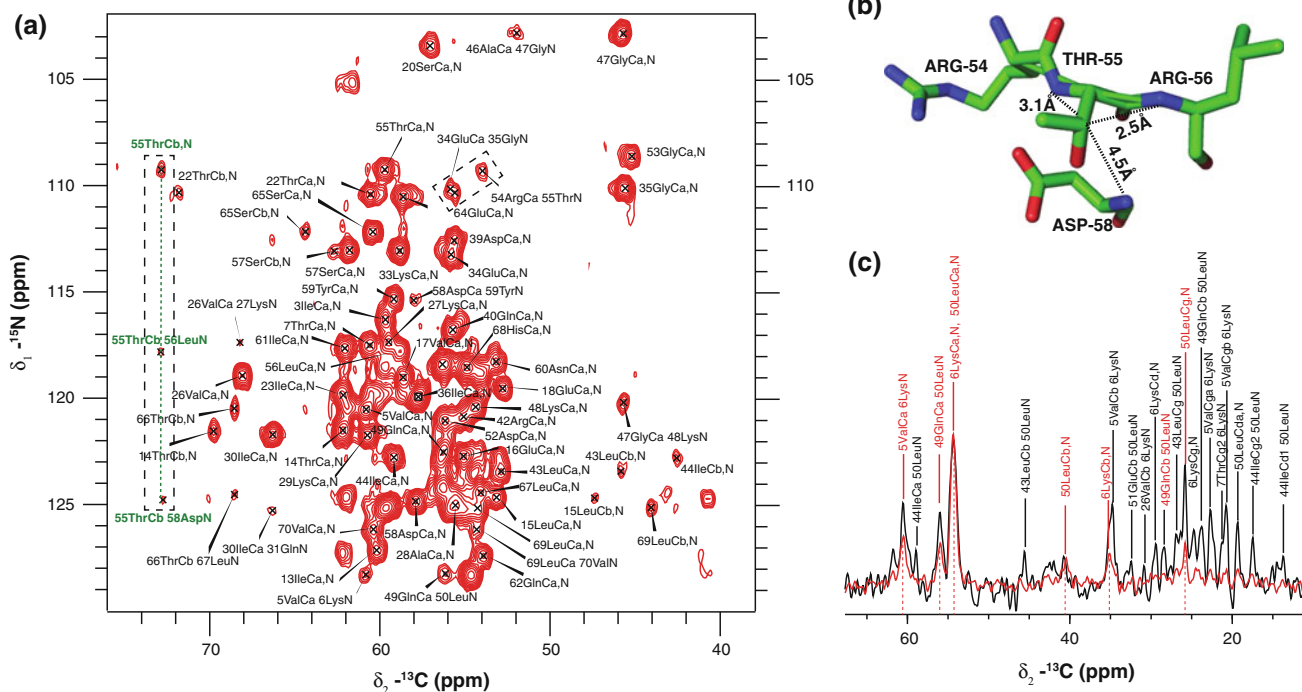 (a)
46AlaCa 47GlyN
20SerCa,N
47GlyCa,N
105
105
55ThrCb,N
55ThrCa,N
34GluCa 35GlyN
53GlyCa,N
22ThrCb,N
22ThrCa,N
110
110
65SerCa,N
54ArgCa 55ThrN
35GlyCa,N
65SerCb,N
64GluCa,N
39AspCa,N
57SerCb,N
57SerCa,N
34GluCa,N
33LysCa,N
59TyrCa,N
58AspCa 59TyrN
115
26ValCa 27LysN
3IleCa,N
27LysCa,N
40GlnCa,N
7ThrCa,N
68HisCa,N
55ThrCb 56LeuN
61IleCa,N
17ValCa,N
56LeuCa,N
60AsnCa,N
26ValCa,N
23IleCa,N
36IleCa,N
18GluCa,N
120
66ThrCb,N
5ValCa,N
48LysCa,N
49GlnCa,N
42ArgCa,N
52AspCa,N
47GlyCa 48LysN
14ThrCb,N
30IleCa,N
14ThrCa,N
16GluCa,N
43LeuCb,N
29LysCa,N
43LeuCa,N
44IleCb,N
44IleCa,N
67LeuCa,N
125
55ThrCb 58AspN
15LeuCa,N
15LeuCb,N
70ValCa,N
58AspCa,N
69LeuCa,N
69LeuCb,N
66ThrCb 67LeuN
30IleCa 31GlnN
28AlaCa,N
69LeuCa 70ValN
13IleCa,N
62GlnCa,N
5ValCa 6LysN
49GlnCa 50LeuN
70
60
50
40
δ1 -15N (ppm)
δ2 -13C (ppm)
(b)
THR-55
ARG-54
ARG-56
3.1Å
2.5Å
4.5Å
ASP-58
(c)
5ValCa 6LysN
44IleCa 50LeuN
49GlnCa 50LeuN
6LysCa,N, 50LeuCa,N
43LeuCb 50LeuN
50LeuCb,N
6LysCb,N
5ValCb 6LysN
51GluCb 50LeuN
26ValCb 6LysN
6LysCd,N
49GlnCb 50LeuN
43LeuCg 50LeuN
50LeuCg,N
6LysCg,N
49GlnCb 50LeuN
5ValCga 6LysN
7ThrCg2 6LysN
5ValCgb 6LysN
50LeuCda,N
44IleCg2 50LeuN
44IleCd1 50LeuN
60
40
20
δ2 -13C (ppm)